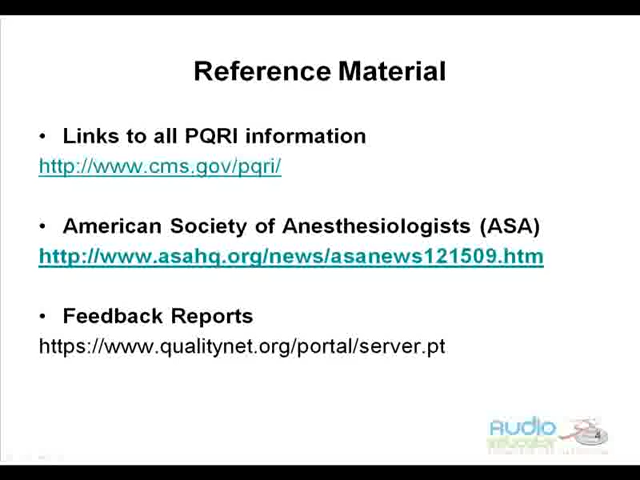 Reference Material
• Links to all PQRI information
http://www.cms.gov/pqri/
• American Society of Anesthesiologists (ASA)
http://www.asahq.org/news/asanews121509.htm
• Feedback Reports
https://www.qualitynet.org/portal/server.pt
AUDIO
educator